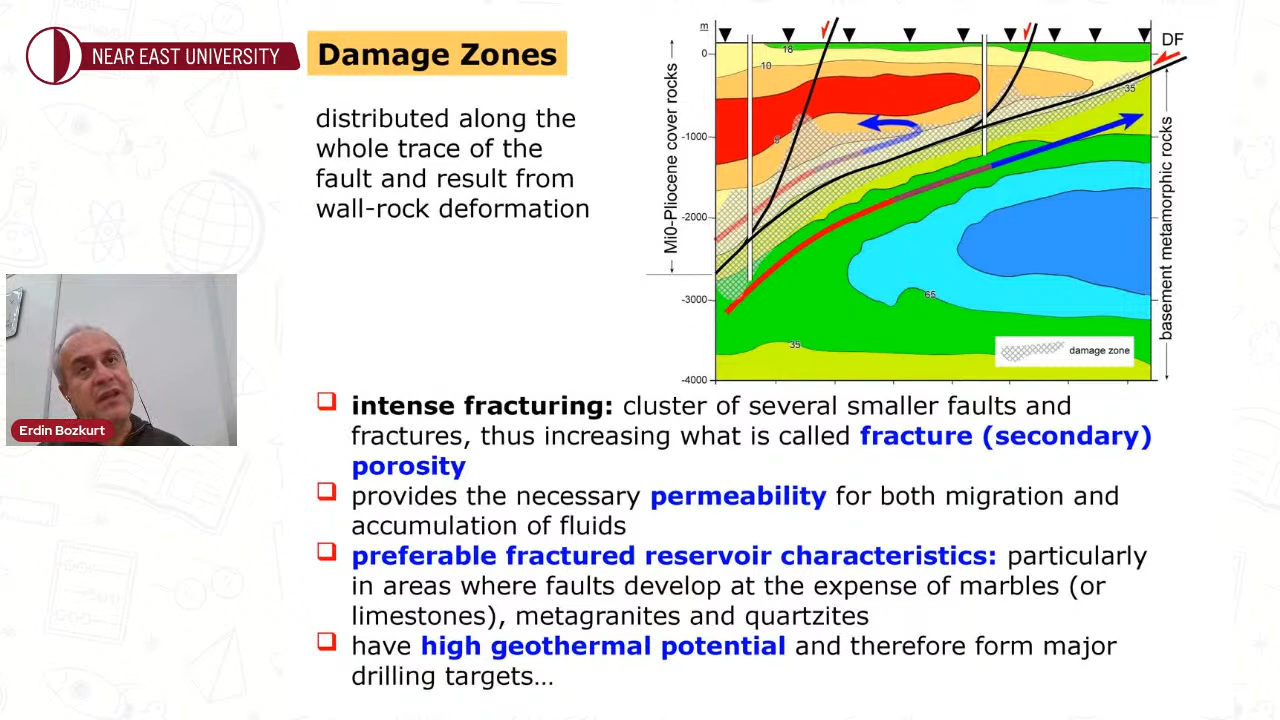 NEAR EAST UNIVERSITY
Damage Zones
distributed along the
whole trace of the
fault and result from
wall-rock deformation
Erdin Bozkurt
m
0
-1000
-2000
-3000
-4000
Mi0-Pliocene cover rocks
18
10
DF
35
65
35
damage zone
basement metamorphic rocks
intense fracturing: cluster of several smaller faults and
fractures, thus increasing what is called fracture (secondary)
porosity
provides the necessary permeability for both migration and
accumulation of fluids
preferable fractured reservoir characteristics: particularly
in areas where faults develop at the expense of marbles (or
limestones), metagranites and quartzites
have high geothermal potential and therefore form major
drilling targets…